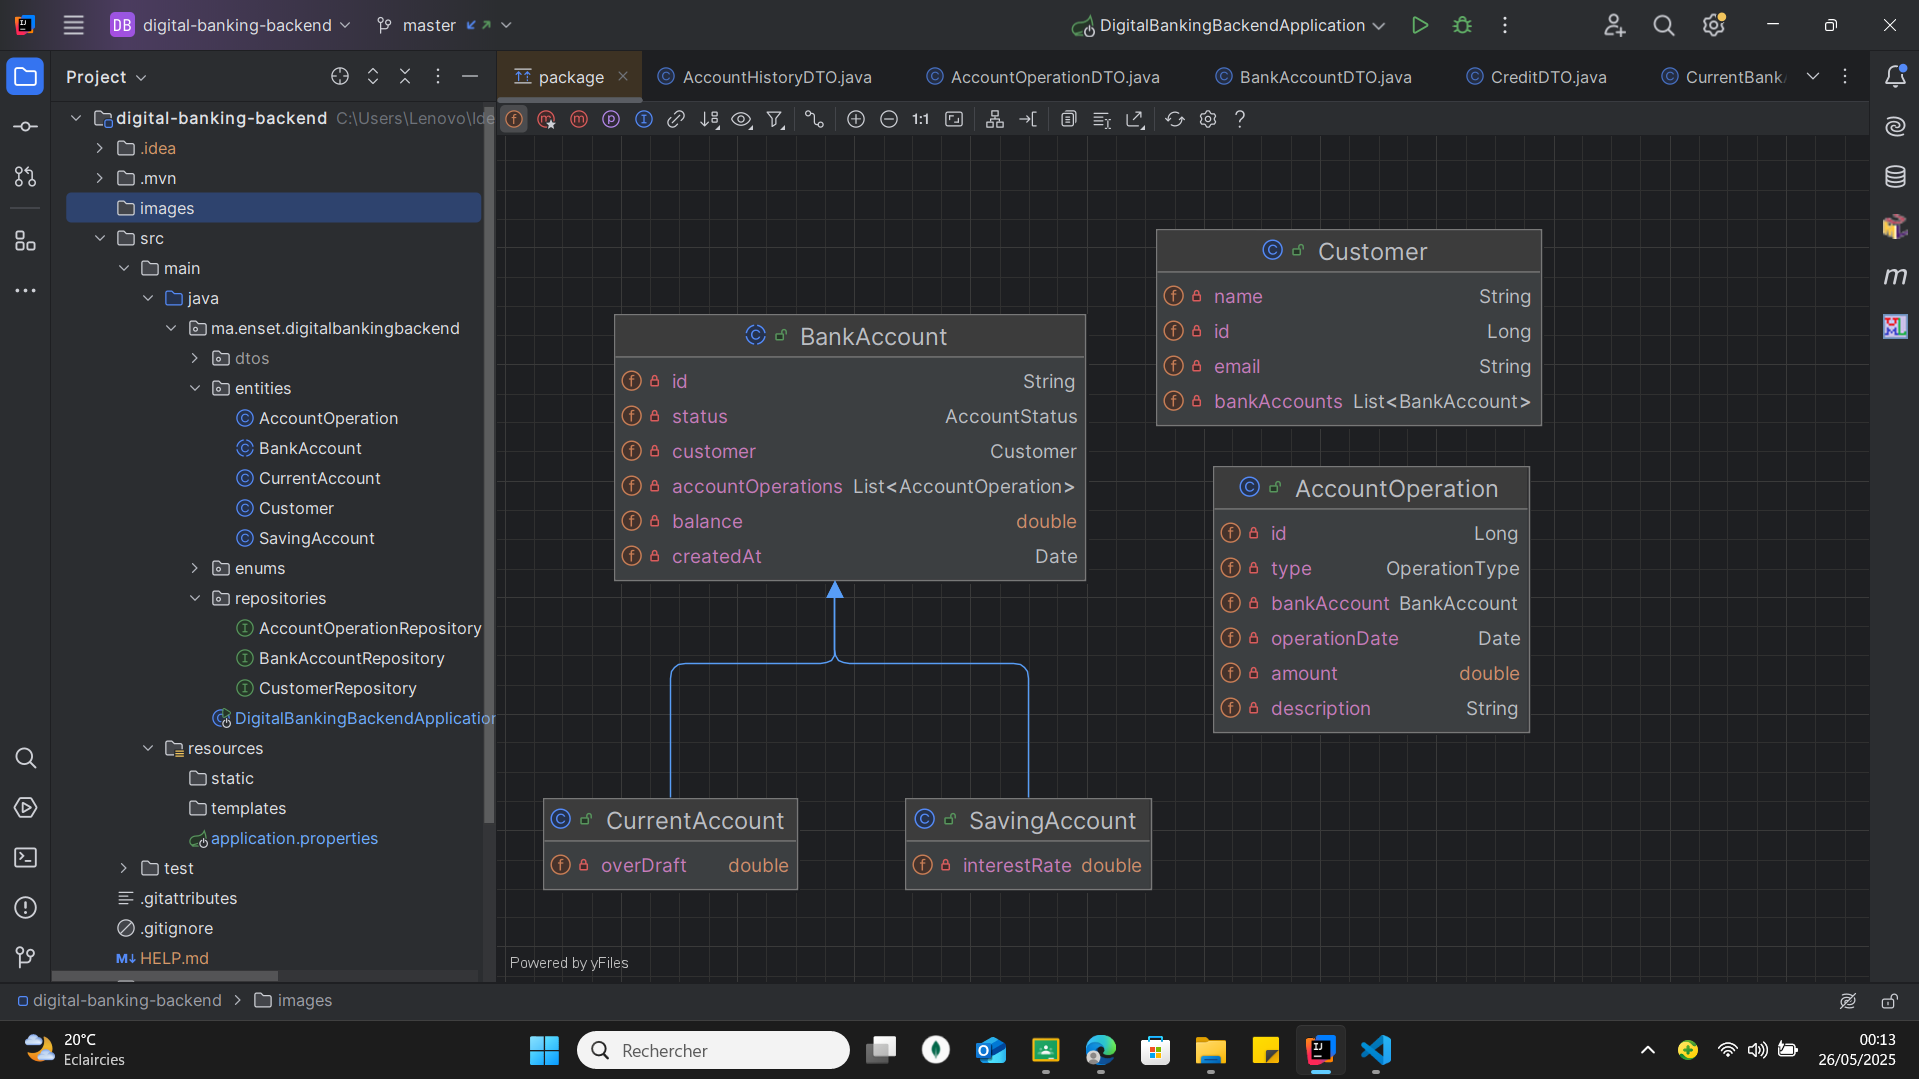 DB digital-banking-backend master DigitalBankingBackendApplication
Project
package AccountHistoryDTO.java AccountOperationDTO.java BankAccountDTO.java CreditDTO.java CurrentBank
1:1
digital-banking-backend C:\Users\Lenovo\Ide
.idea
.mvn
images
src
main
java
ma.enset.digitalbankingbackend
dtos
entities
AccountOperation
BankAccount
CurrentAccount
Customer
SavingAccount
enums
repositories
AccountOperationRepository
BankAccountRepository
CustomerRepository
DigitalBankingBackendApplication
resources
static
templates
application.properties
test
.gitattributes
.gitignore
M↓ HELP.md
BankAccount
id String
status AccountStatus
customer Customer
accountOperations List<AccountOperation>
balance double
createdAt Date
Customer
name String
id Long
email String
bankAccounts List<BankAccount>
AccountOperation
id Long
type OperationType
bankAccount BankAccount
operationDate Date
amount double
description String
CurrentAccount
overDraft double
SavingAccount
interestRate double
Powered by yFiles
digital-banking-backend > images
20°C
Eclaircies
Rechercher
00:13
26/05/2025